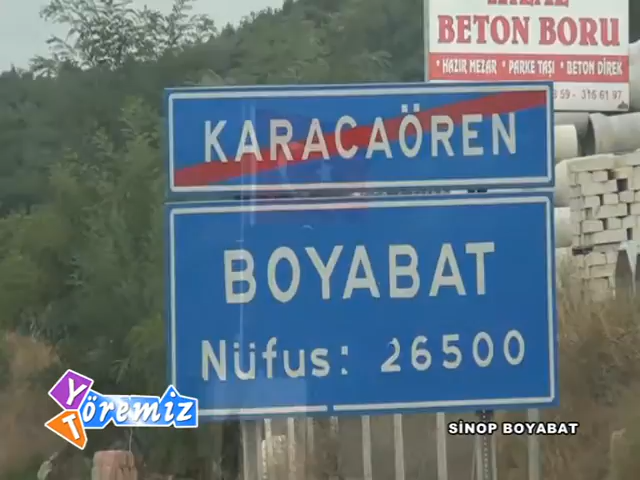 BETON BORU
· HAZIR MEZAR · PARKE TAŞI · BETON DİREK
59 - 316 61 97
KARACAÖREN
BOYABAT
Nüfus: 26500
YT Yöremiz
SİNOP BOYABAT